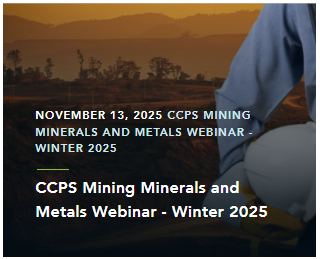 NOVEMBER 13, 2025 CCPS MINING
MINERALS AND METALS WEBINAR -
WINTER 2025
CCPS Mining Minerals and
Metals Webinar - Winter 2025